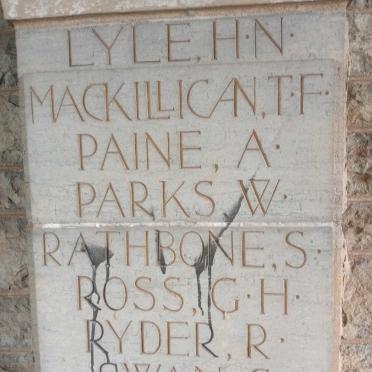 LYLE, H·N·
MACKILLICAN, T·F·
PAINE, A·
PARKS, W·
RATHBONE, S·
ROSS, G·H·
RYDER, R·